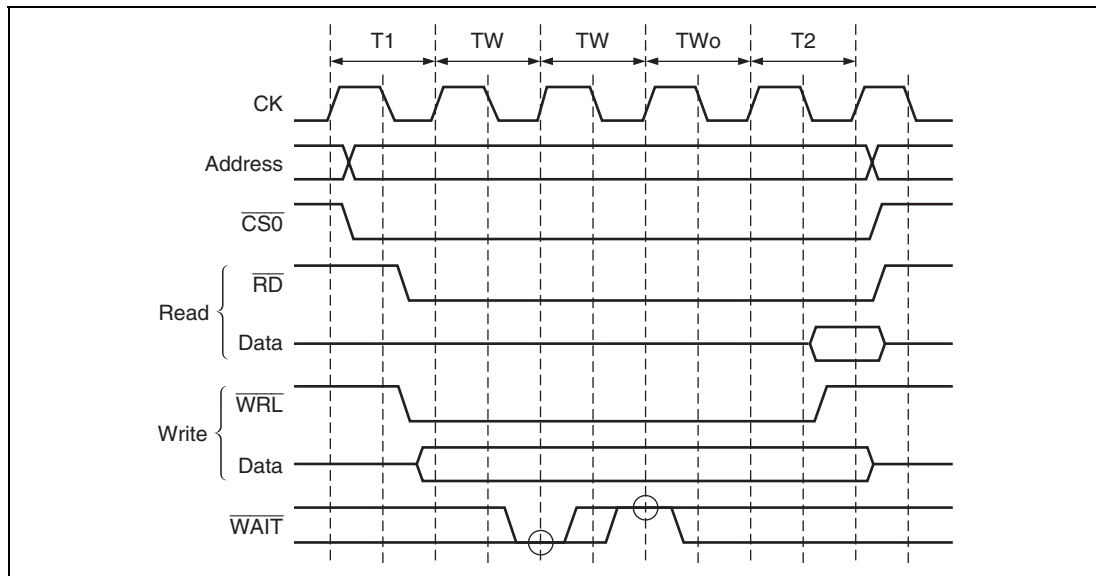 T1 TW TW TWo T2
CK
Address
CS0
RD
Read
Data
WRL
Write
Data
WAIT